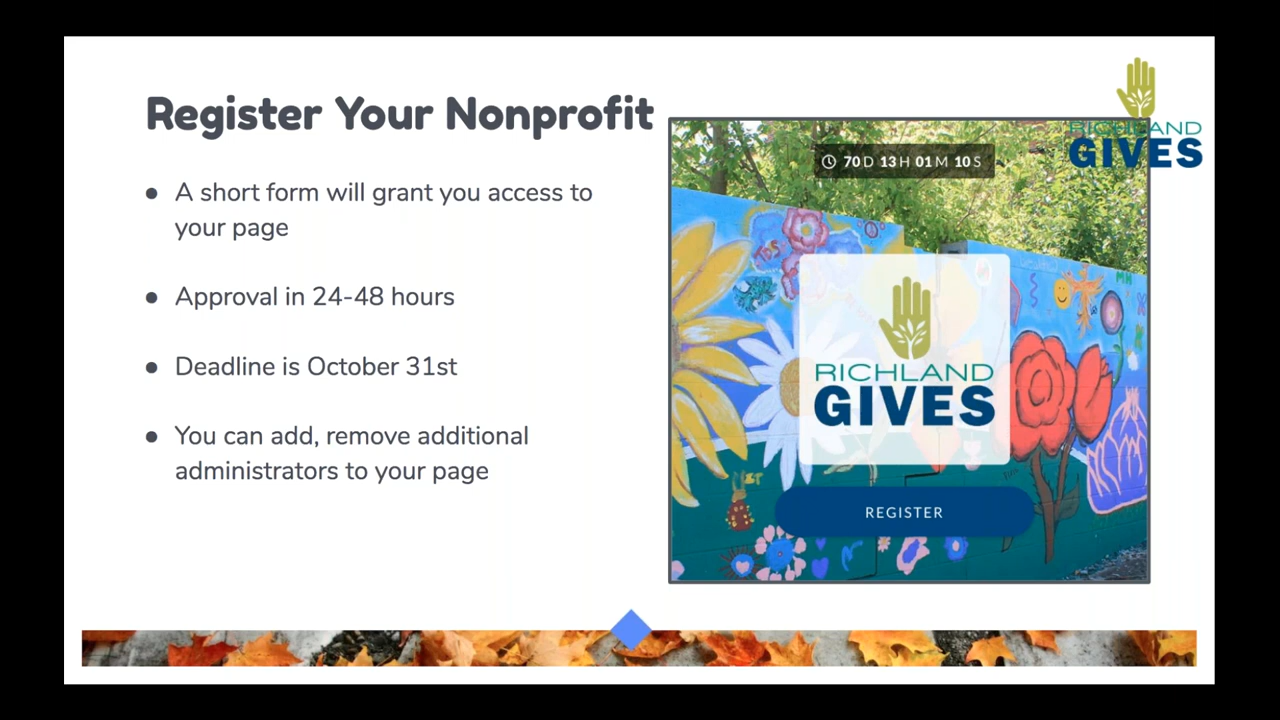 Register Your Nonprofit
● A short form will grant you access to
your page
● Approval in 24-48 hours
● Deadline is October 31st
● You can add, remove additional
administrators to your page
RICHLAND
GIVES
70 D 13 H 01 M 10 S
RICHLAND
GIVES
REGISTER